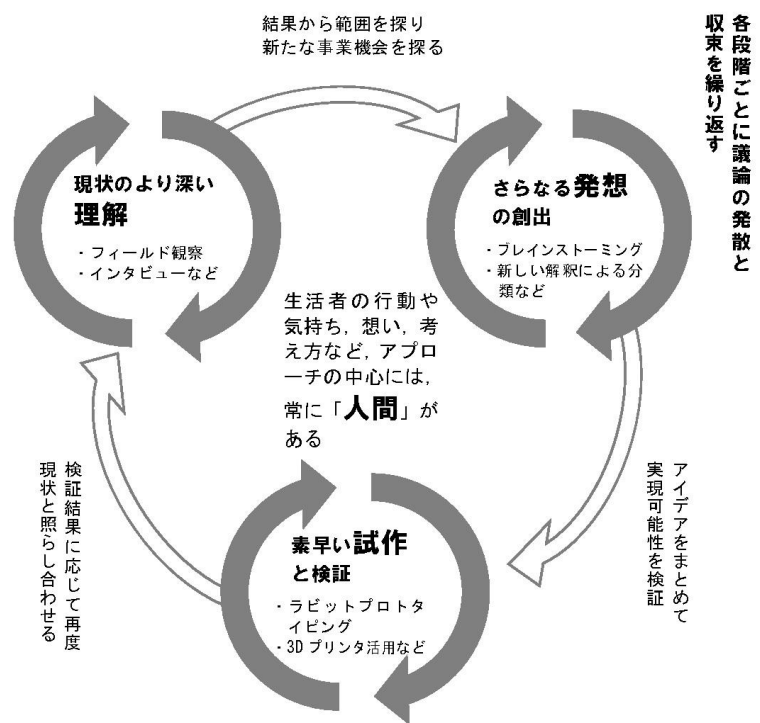 結果から範囲を探り
新たな事業機会を探る
各段階ごとに議論の発散と
収束を繰り返す
現状のより深い
理解
・フィールド観察
・インタビューなど
さらなる発想
の創出
・ブレインストーミング
・新しい解釈による分
類など
生活者の行動や
気持ち，想い，考
え方など，アプロ
ーチの中心には，
常に「人間」が
ある
アイデアをまとめて
実現可能性を検証
素早い試作
と検証
・ラピットプロトタ
イピング
・3Dプリンタ活用など
検証結果に応じて再度
現状と照らし合わせる